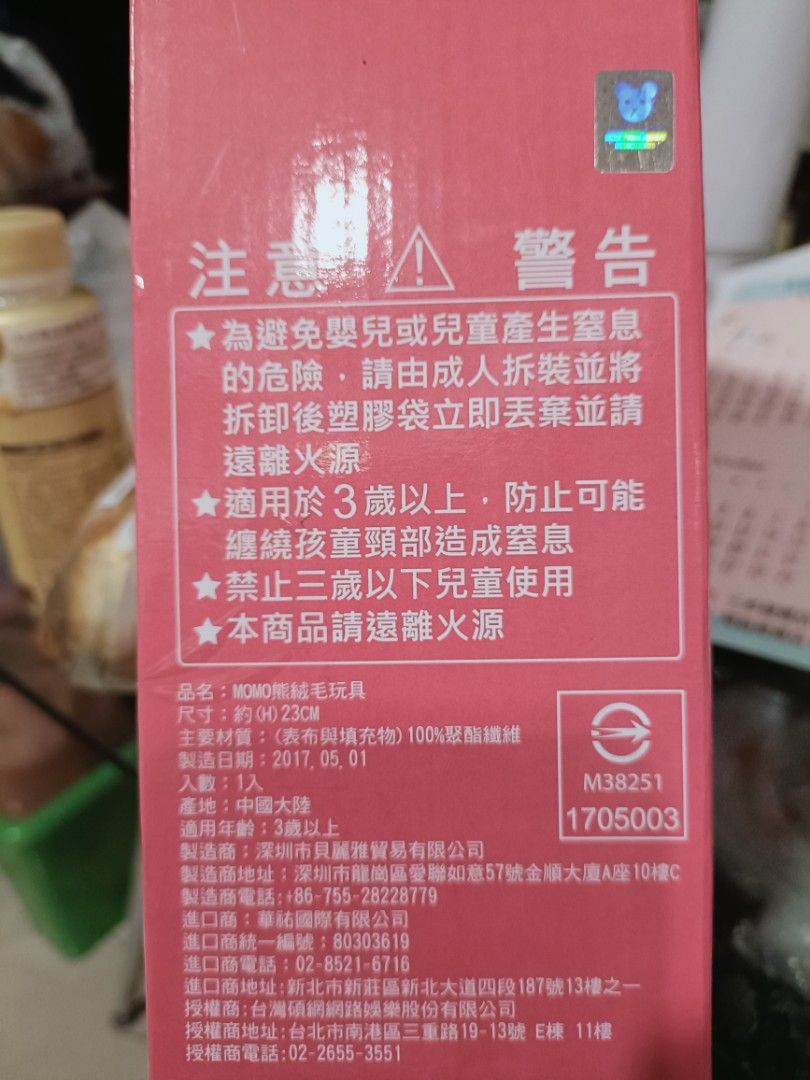 注意 ⚠ 警告
★為避免嬰兒或兒童產生窒息
的危險，請由成人拆裝並將
拆卸後塑膠袋立即丟棄並請
遠離火源
★適用於3歲以上，防止可能
纏繞孩童頸部造成窒息
★禁止三歲以下兒童使用
★本商品請遠離火源
品名：MOMO熊絨毛玩具
尺寸：約(H)23CM
主要材質：(表布與填充物)100%聚酯纖維
製造日期：2017.05.01
入數：1入
產地：中國大陸
適用年齡：3歲以上
M38251
1705003
製造商：深圳市貝麗雅貿易有限公司
製造商地址：深圳市龍崗區愛聯如意57號金順大廈A座10樓C
製造商電話:+86-755-28228779
進口商：華祐國際有限公司
進口商統一編號：80303619
進口商電話：02-8521-6716
進口商地址:新北市新莊區新北大道四段187號13樓之一
授權商:台灣碩網網路娛樂股份有限公司
授權商地址:台北市南港區三重路19-13號 E棟 11樓
授權商電話:02-2655-3551